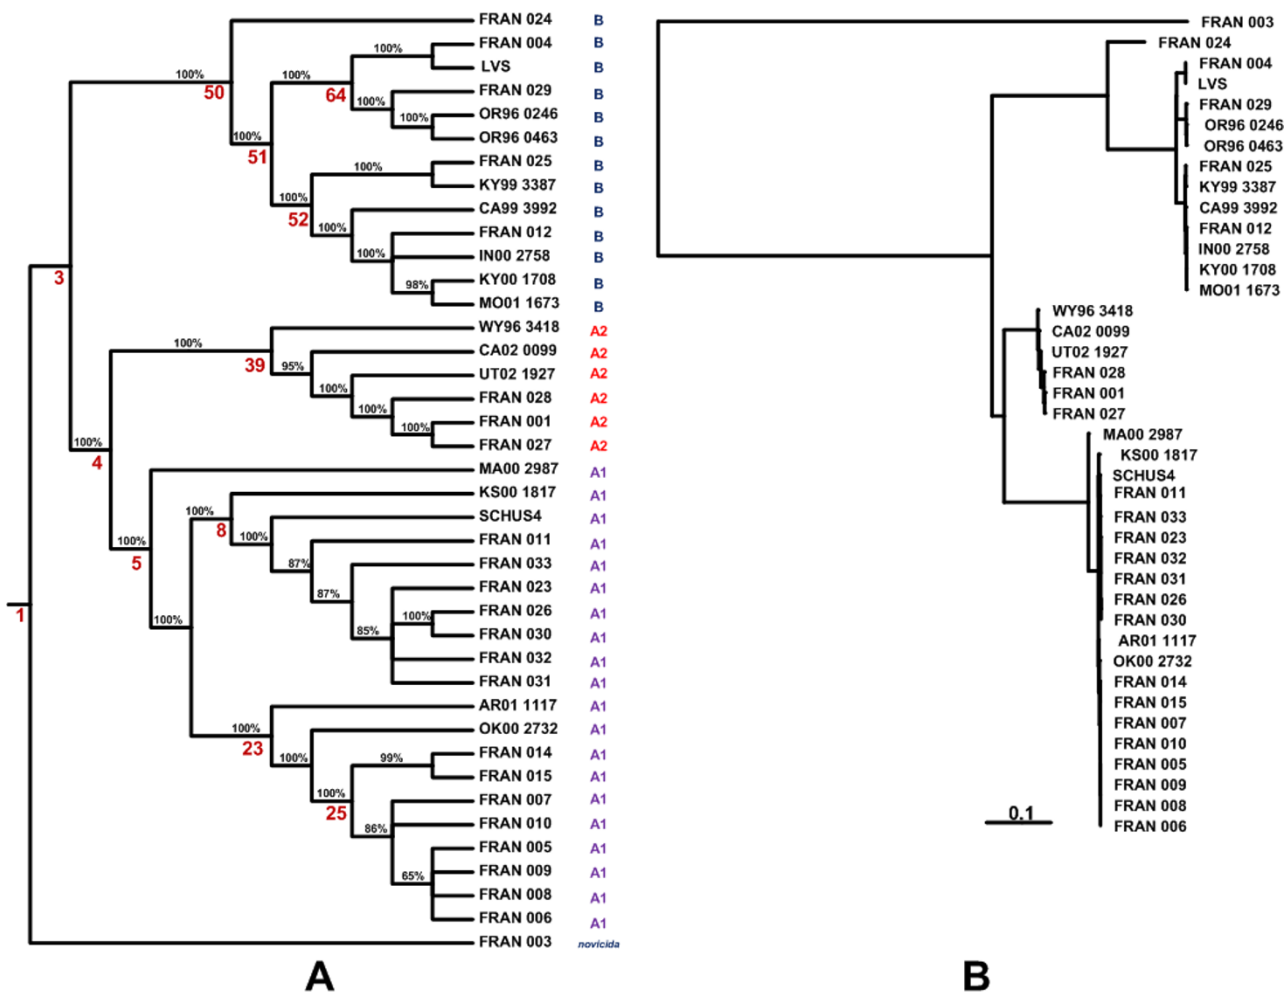 FRAN 024 B
FRAN 004 B
100%
LVS B
100%
50
100%
64
FRAN 029 B
100%
OR96 0246 B
100%
OR96 0463 B
100%
51
FRAN 025 B
100%
KY99 3387 B
100%
52
CA99 3992 B
100%
FRAN 012 B
100%
IN00 2758 B
KY00 1708 B
98%
MO01 1673 B
3
WY96 3418 A2
100%
39
CA02 0099 A2
95%
UT02 1927 A2
100%
FRAN 028 A2
100%
FRAN 001 A2
100%
FRAN 027 A2
100%
4
MA00 2987 A1
KS00 1817 A1
100%
8
SCHUS4 A1
100%
FRAN 011 A1
100%
5
87%
FRAN 033 A1
87%
FRAN 023 A1
85%
FRAN 026 A1
100%
FRAN 030 A1
FRAN 032 A1
FRAN 031 A1
1
100%
AR01 1117 A1
100%
23
OK00 2732 A1
100%
FRAN 014 A1
99%
FRAN 015 A1
100%
25
FRAN 007 A1
86%
FRAN 010 A1
FRAN 005 A1
65%
FRAN 009 A1
FRAN 008 A1
FRAN 006 A1
FRAN 003 novicida
A
FRAN 003
FRAN 024
FRAN 004
LVS
FRAN 029
OR96 0246
OR96 0463
FRAN 025
KY99 3387
CA99 3992
FRAN 012
IN00 2758
KY00 1708
MO01 1673
WY96 3418
CA02 0099
UT02 1927
FRAN 028
FRAN 001
FRAN 027
MA00 2987
KS00 1817
SCHUS4
FRAN 011
FRAN 033
FRAN 023
FRAN 032
FRAN 031
FRAN 026
FRAN 030
AR01 1117
OK00 2732
FRAN 014
FRAN 015
FRAN 007
FRAN 010
FRAN 005
FRAN 009
FRAN 008
FRAN 006
0.1
B